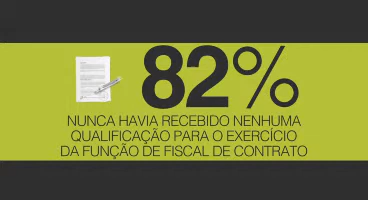 82%
NUNCA HAVIA RECEBIDO NENHUMA
QUALIFICAÇÃO PARA O EXERCÍCIO
DA FUNÇÃO DE FISCAL DE CONTRATO